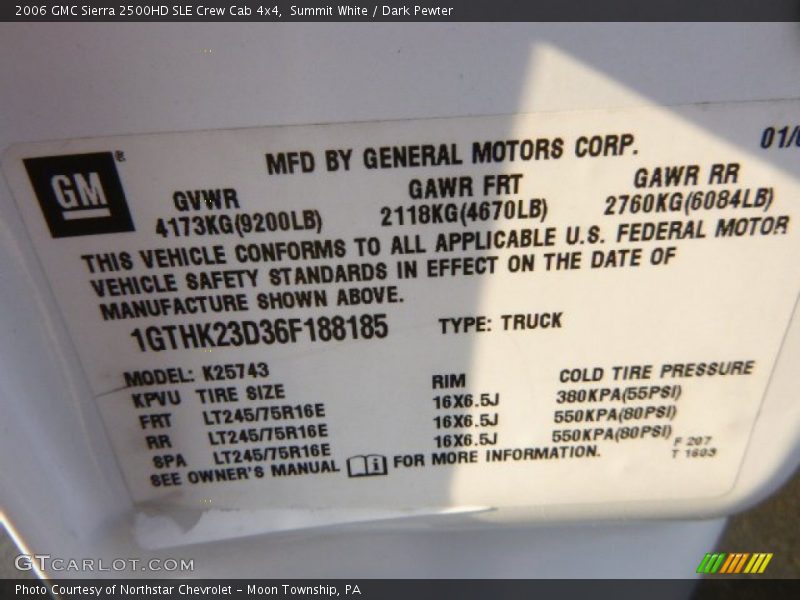 2006 GMC Sierra 2500HD SLE Crew Cab 4x4, Summit White / Dark Pewter
01/0
MFD BY GENERAL MOTORS CORP.
GM®
GVWR GAWR FRT GAWR RR
4173KG(9200LB) 2118KG(4670LB) 2760KG(6084LB)
THIS VEHICLE CONFORMS TO ALL APPLICABLE U.S. FEDERAL MOTOR
VEHICLE SAFETY STANDARDS IN EFFECT ON THE DATE OF
MANUFACTURE SHOWN ABOVE.
1GTHK23D36F188185 TYPE: TRUCK
MODEL: K25743
KPVU TIRE SIZE RIM COLD TIRE PRESSURE
FRT LT245/75R16E 16X6.5J 380KPA(55PSI)
RR LT245/75R16E 16X6.5J 550KPA(80PSI)
SPA LT245/75R16E 16X6.5J 550KPA(80PSI)
SEE OWNER'S MANUAL i FOR MORE INFORMATION.
F 207
T 1603
GTCARLOT.COM
Photo Courtesy of Northstar Chevrolet - Moon Township, PA